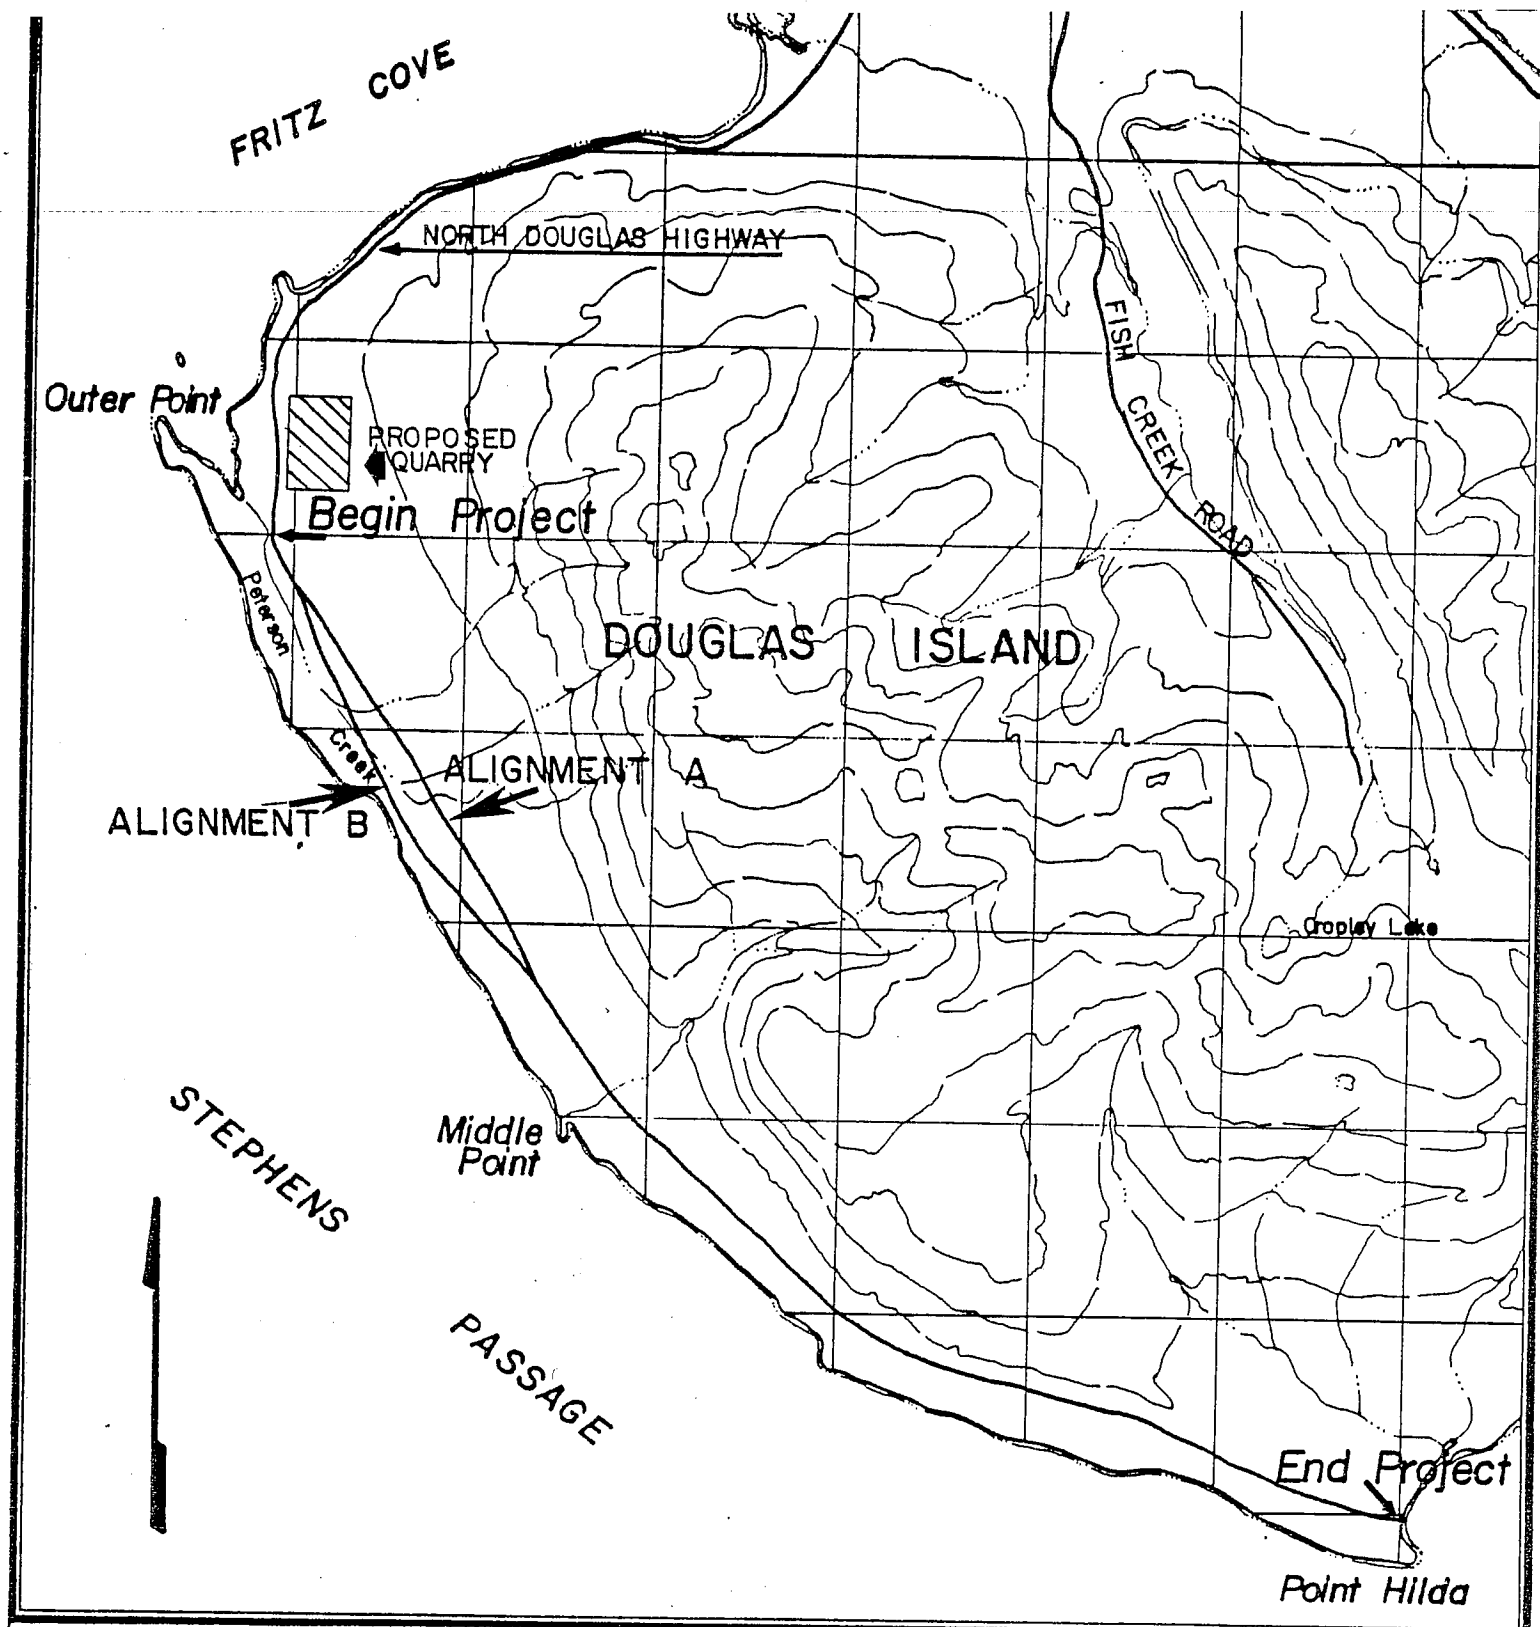 FRITZ COVE
NORTH DOUGLAS HIGHWAY
FISH CREEK ROAD
Outer Point
PROPOSED
QUARRY
Begin Project
Peterson
Creek
DOUGLAS ISLAND
ALIGNMENT A
ALIGNMENT B
Cropley Lake
STEPHENS
PASSAGE
Middle
Point
End Project
Point Hilda